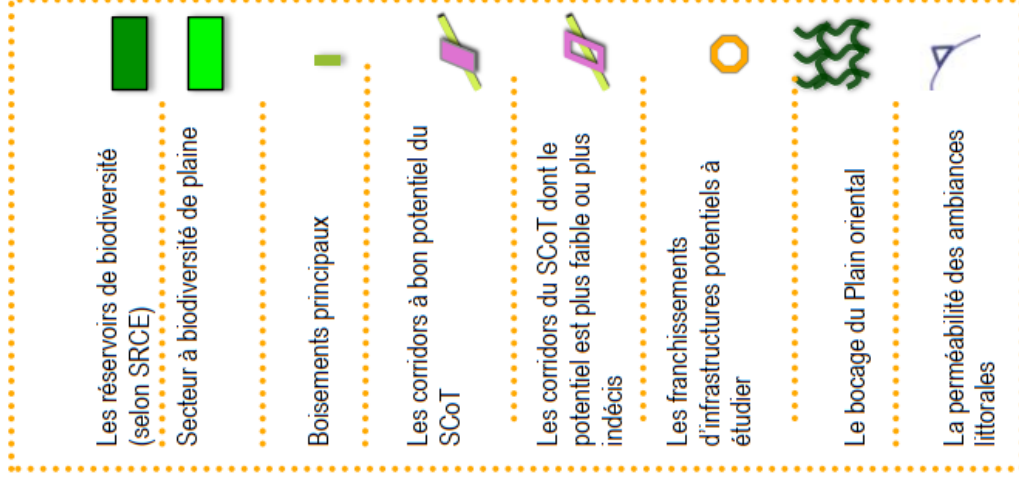 Les réservoirs de biodiversité
(selon SRCE)
Secteur à biodiversité de plaine
Boisements principaux
Les corridors à bon potentiel du
SCoT
Les corridors du SCoT dont le
potentiel est plus faible ou plus
indécis
Les franchissements
d'infrastructures potentiels à
étudier
Le bocage du Plain oriental
La perméabilité des ambiances
littorales